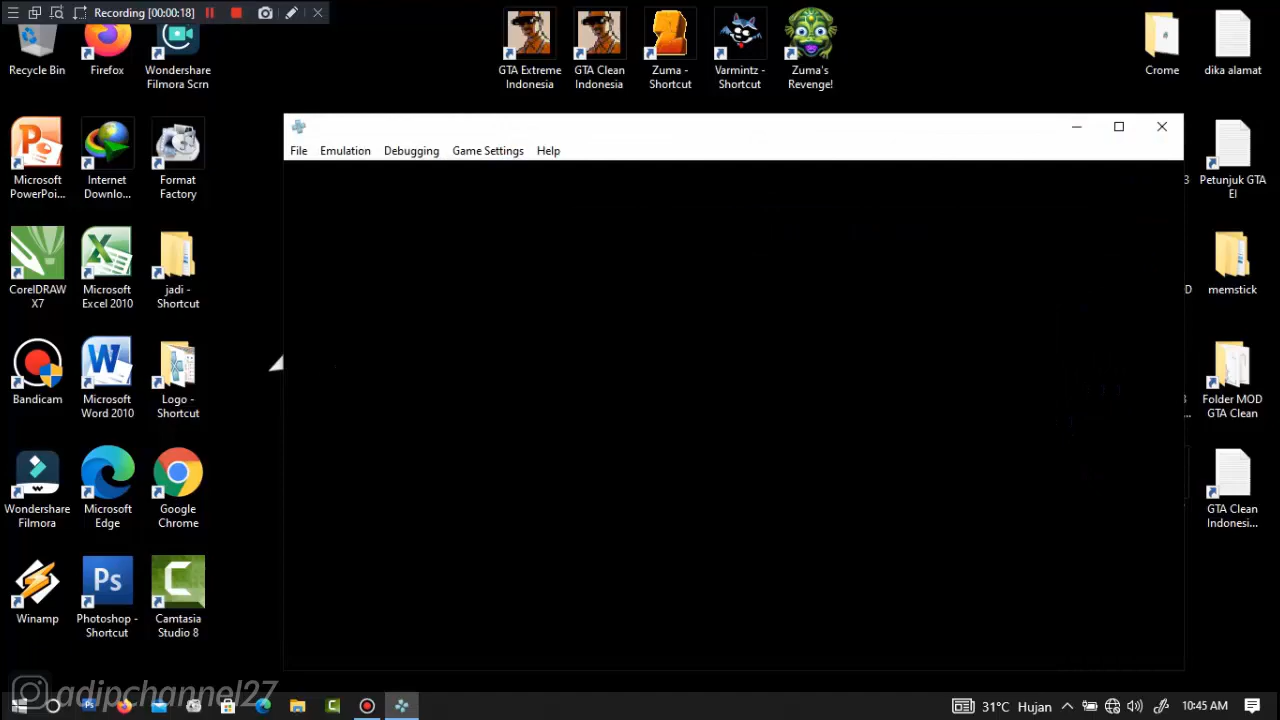 Recording [00:00:18]
Recycle Bin
Firefox
Wondershare
Filmora Scrn
GTA Extreme
Indonesia
GTA Clean
Indonesia
Zuma -
Shortcut
Varmintz -
Shortcut
Zuma's
Revenge!
Crome
dika alamat
File
Emulation
Debugging
Game Settings
Help
Microsoft
PowerPoi...
Internet
Downlo...
Format
Factory
3
Petunjuk GTA
EI
CorelDRAW
X7
Microsoft
Excel 2010
jadi -
Shortcut
D
memstick
Bandicam
Microsoft
Word 2010
Logo -
Shortcut
3
...
Folder MOD
GTA Clean
Wondershare
Filmora
Microsoft
Edge
Google
Chrome
GTA Clean
Indonesi...
Winamp
Ps
Photoshop -
Shortcut
Camtasia
Studio 8
adipchannel27
31°C Hujan
10:45 AM